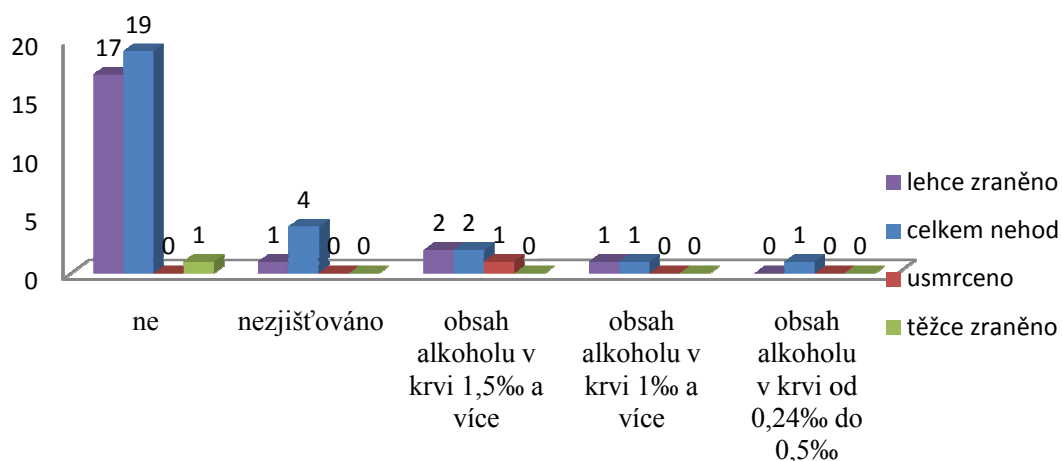 20
15
10
5
0
17
19
0
1
1
4
0
0
2
2
1
0
1
1
0
0
0
1
0
0
ne
nezjišťováno
obsah
alkoholu v
krvi 1,5‰ a
více
obsah
alkoholu v
krvi 1‰ a
více
obsah
alkoholu
v krvi od
0,24‰ do
0,5‰
lehce zraněno
celkem nehod
usmrceno
těžce zraněno